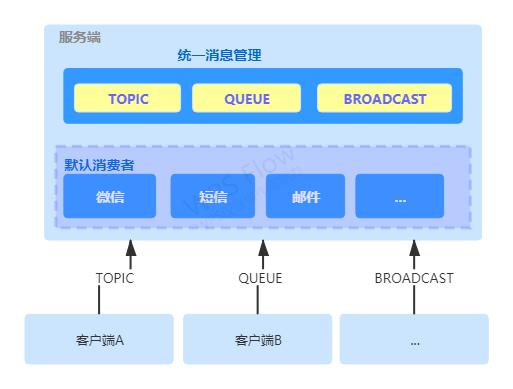 服务端
统一消息管理
TOPIC QUEUE BROADCAST
默认消费者
微信 短信 邮件 ...
TOPIC QUEUE BROADCAST
客户端A 客户端B ...